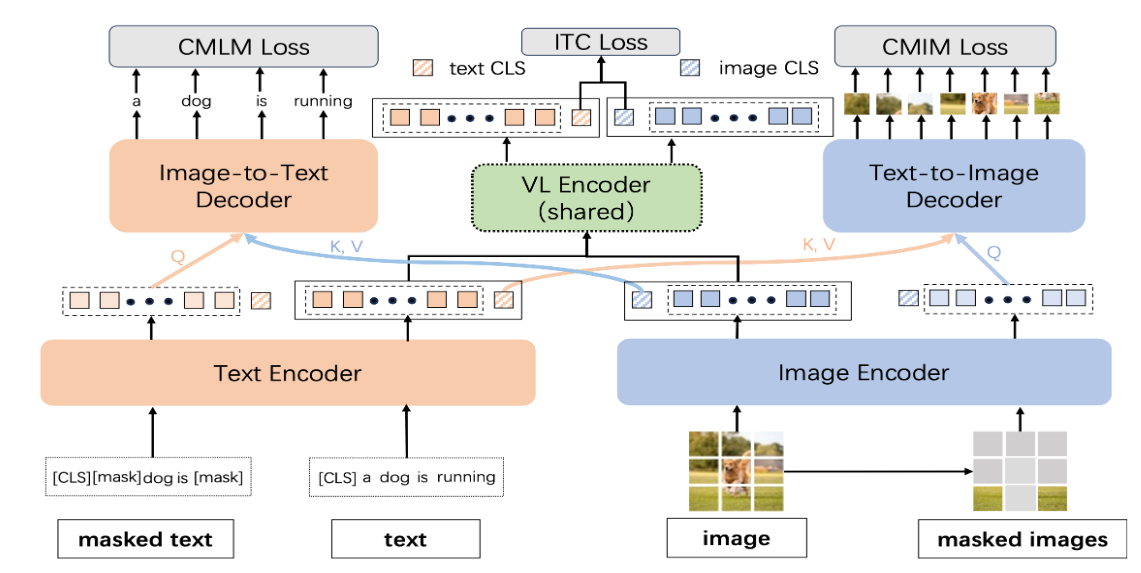 CMLM Loss
ITC Loss
CMIM Loss
text CLS
image CLS
a dog is running
Image-to-Text
Decoder
VL Encoder
(shared)
Text-to-Image
Decoder
Q
K, V
K, V
Q
Text Encoder
Image Encoder
[CLS][mask]dog is [mask]
[CLS] a dog is running
masked text
text
image
masked images